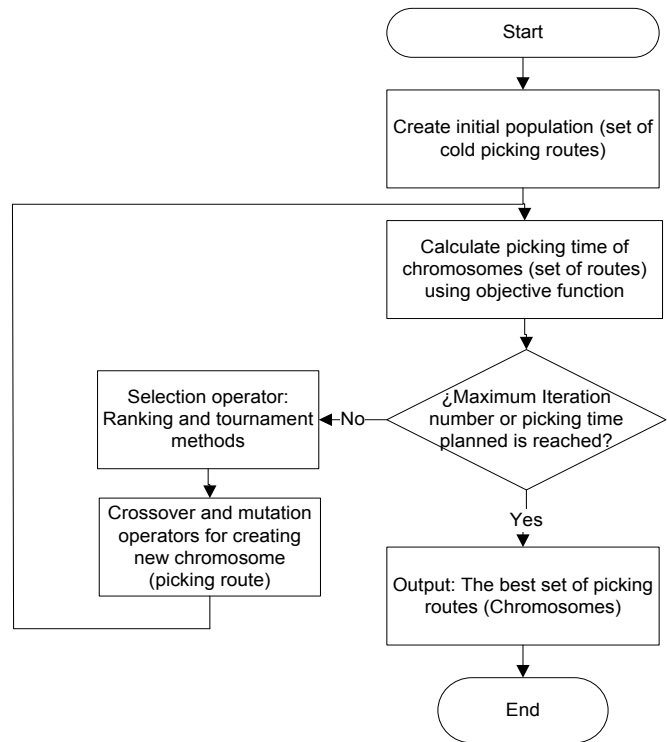 Start
Create initial population (set
of cold picking routes)
Calculate picking time of
chromosomes (set of routes)
using objective function
¿Maximum Iteration
number or picking time
planned is reached?
No
Selection operator:
Ranking and tournament
methods
Crossover and mutation
operators for creating
new chromosome
(picking route)
Yes
Output: The best set of picking
routes (Chromosomes)
End